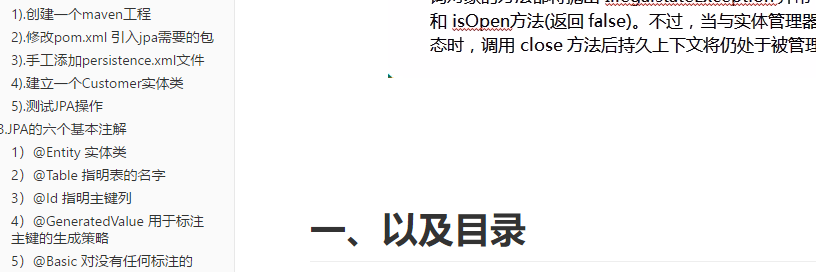 1).创建一个maven工程
2).修改pom.xml 引入jpa需要的包
3).手工添加persistence.xml文件
4).建立一个Customer实体类
5).测试JPA操作
3.JPA的六个基本注解
1）@Entity 实体类
2）@Table 指明表的名字
3）@Id 指明主键列
4）@GeneratedValue 用于标注
主键的生成策略
5）@Basic 对没有任何标注的
和 isOpen方法(返回 false)。不过，当与实体管理器
态时，调用 close 方法后持久上下文将仍处于被管理
一、以及目录